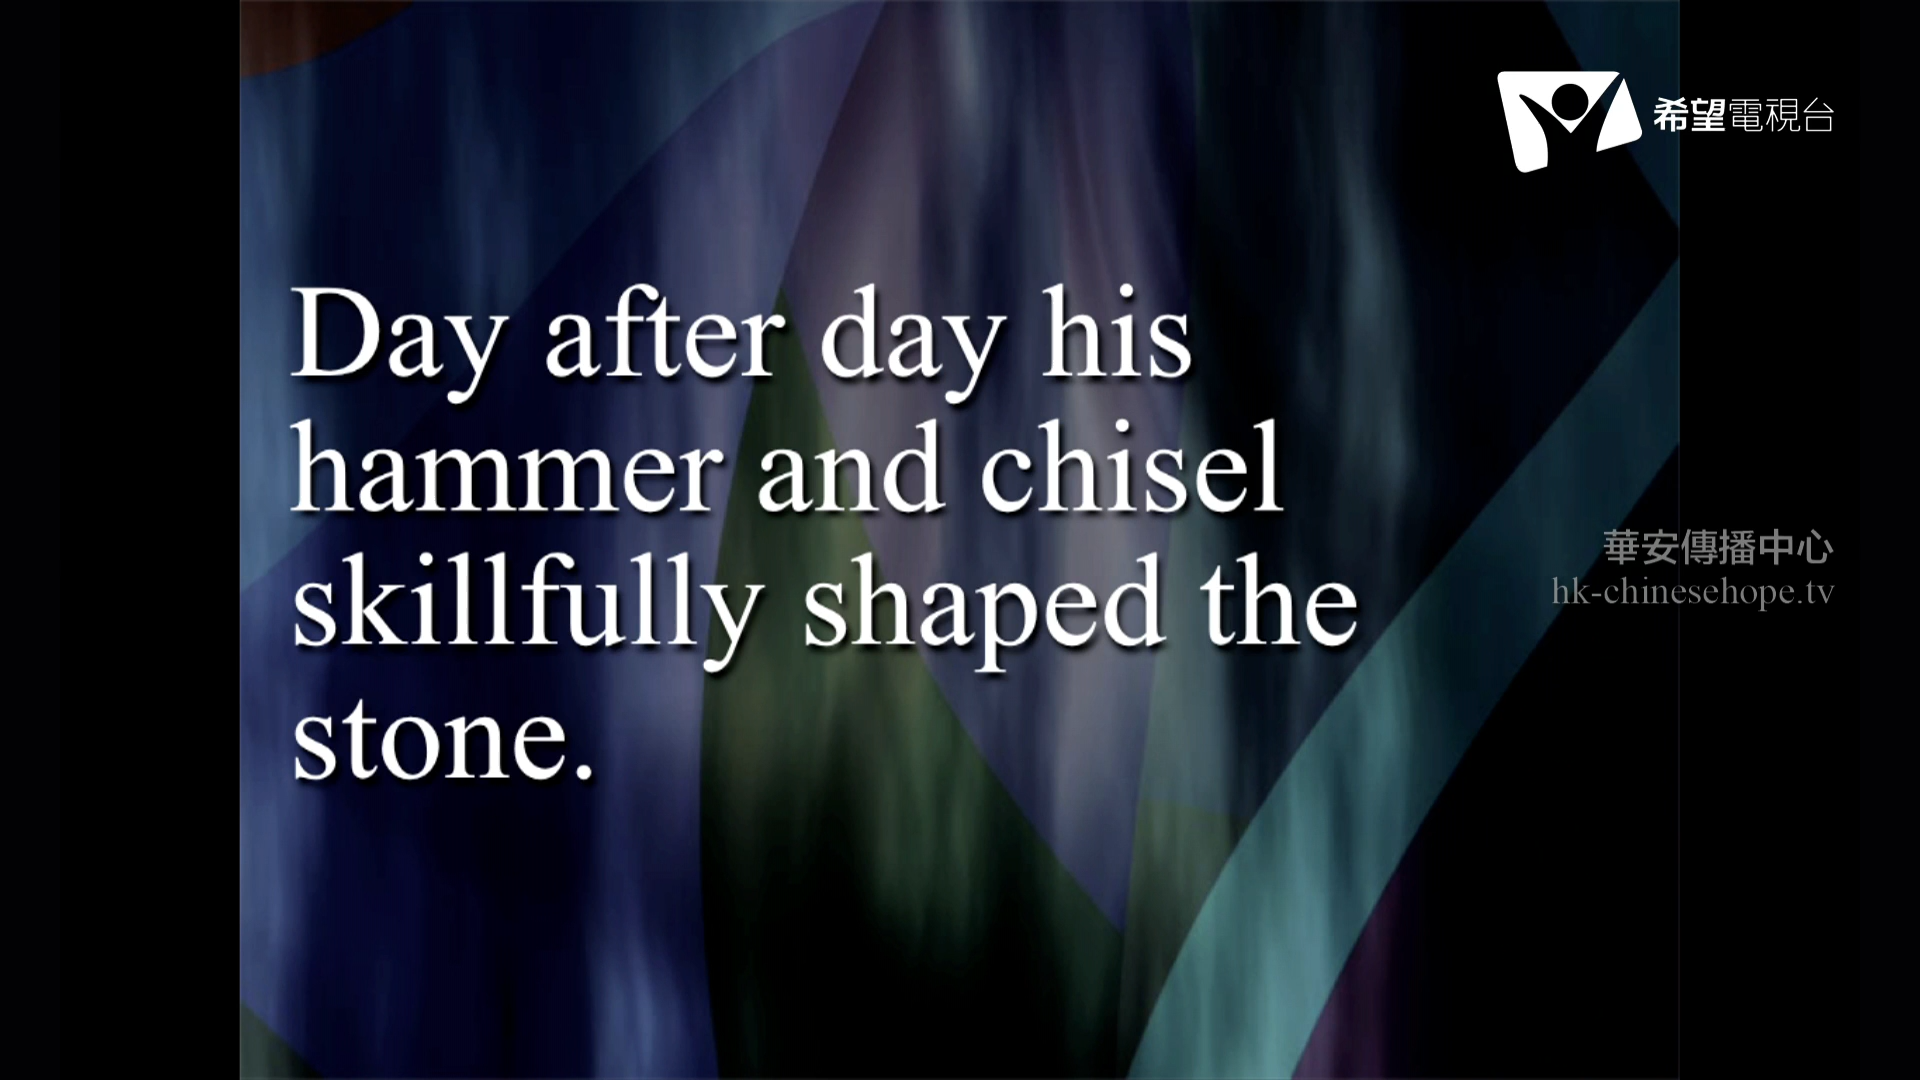 希望電視台
Day after day his
hammer and chisel
skillfully shaped the
stone.
華安傳播中心
hk-chinesehope.tv